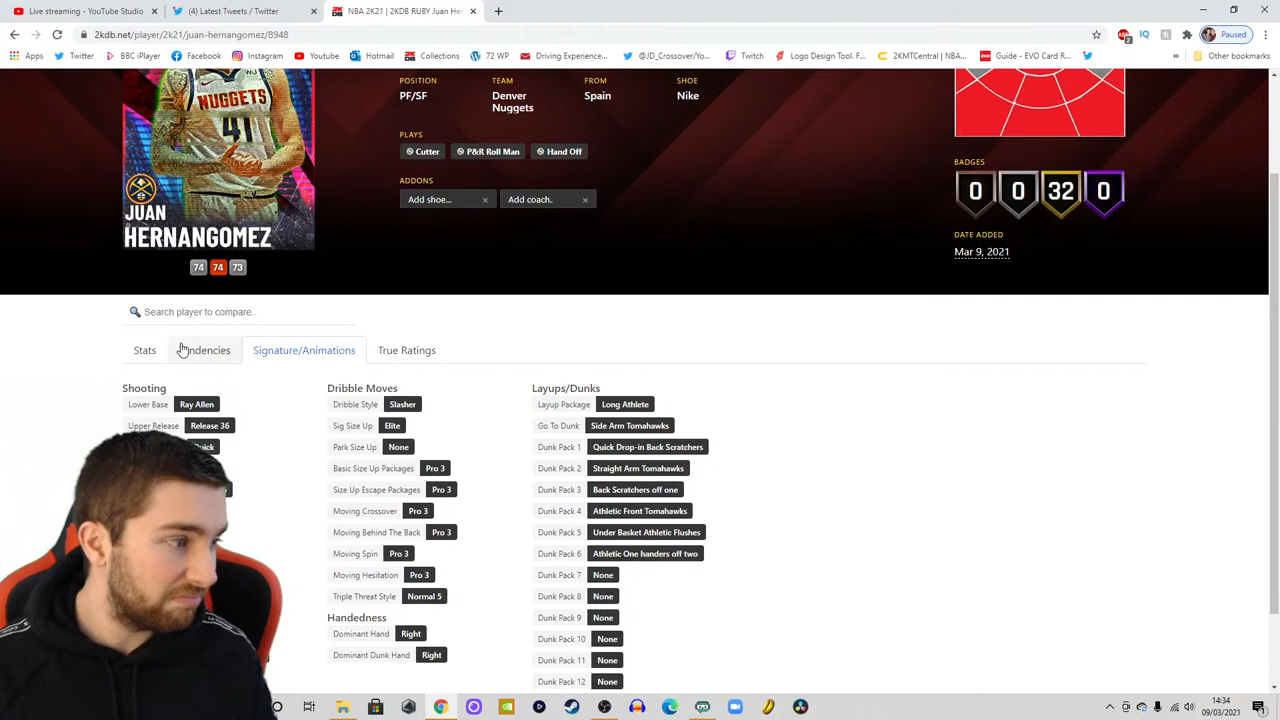 Live streaming - YouTube Studio
(4) Latest Tweets / Twitter
NBA 2K21 | 2KDB RUBY Juan He
2kdb.net/player/2k21/juan-hernangomez/8948
Paused
Apps Twitter BBC iPlayer Facebook Instagram Youtube Hotmail Collections 72 WP Driving Experience... @JD_Crossover/Yo... Twitch Logo Design Tool, F... 2KMTCentral | NBA... Guide - EVO Card R... » Other bookmarks
POSITION TEAM FROM SHOE
PF/SF Denver Nuggets Spain Nike
PLAYS
Cutter P&R Roll Man Hand Off
ADDONS
Add shoe... × Add coach. ×
NUGGETS
41
JUAN
HERNANGOMEZ
74 74 73
BADGES
0 0 32 0
DATE ADDED
Mar 9, 2021
Search player to compare..
Stats ndencies Signature/Animations True Ratings
Shooting
Lower Base Ray Allen
Upper Release Release 36
Quick
Dribble Moves
Dribble Style Slasher
Sig Size Up Elite
Park Size Up None
Basic Size Up Packages Pro 3
Size Up Escape Packages Pro 3
Moving Crossover Pro 3
Moving Behind The Back Pro 3
Moving Spin Pro 3
Moving Hesitation Pro 3
Triple Threat Style Normal 5
Handedness
Dominant Hand Right
Dominant Dunk Hand Right
Layups/Dunks
Layup Package Long Athlete
Go To Dunk Side Arm Tomahawks
Dunk Pack 1 Quick Drop-in Back Scratchers
Dunk Pack 2 Straight Arm Tomahawks
Dunk Pack 3 Back Scratchers off one
Dunk Pack 4 Athletic Front Tomahawks
Dunk Pack 5 Under Basket Athletic Flushes
Dunk Pack 6 Athletic One handers off two
Dunk Pack 7 None
Dunk Pack 8 None
Dunk Pack 9 None
Dunk Pack 10 None
Dunk Pack 11 None
Dunk Pack 12 None
14:34
09/03/2021